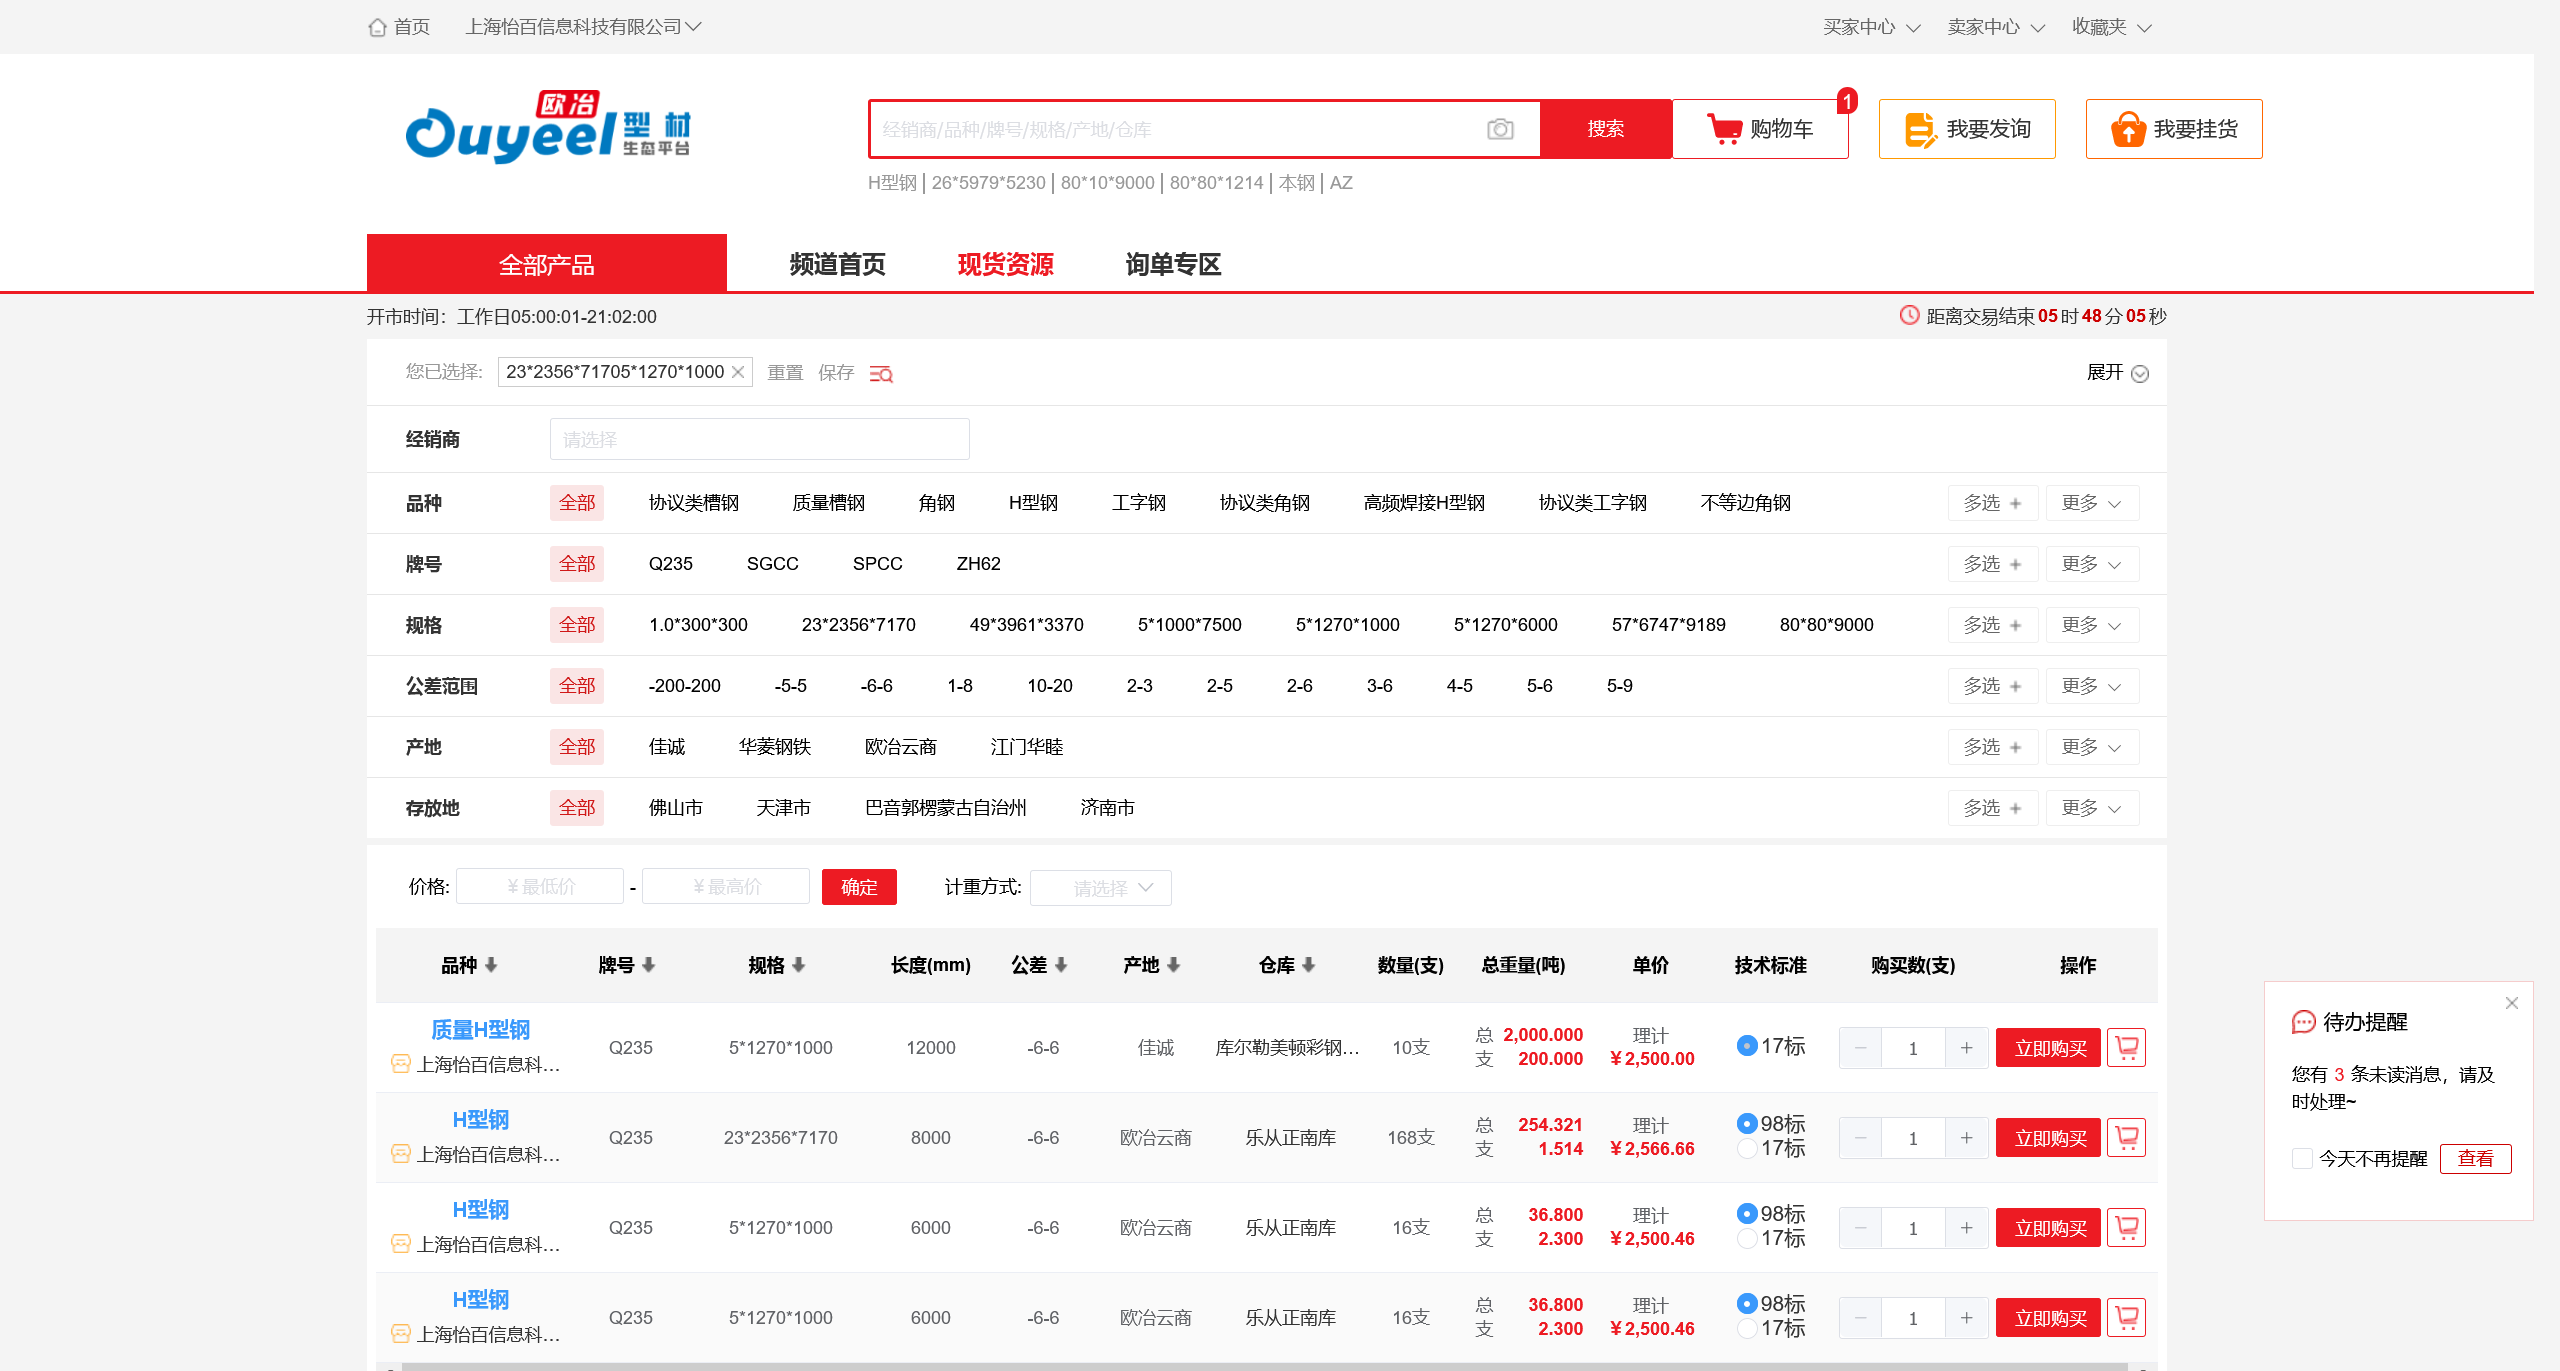 首页 上海怡百信息科技有限公司 买家中心 卖家中心 收藏夹
欧冶 Ouyeel 型材 生态平台
经销商/品种/牌号/规格/产地/仓库 搜索 购物车 1 我要发询 我要挂货
H型钢 | 26*5979*5230 | 80*10*9000 | 80*80*1214 | 本钢 | AZ
全部产品 频道首页 现货资源 询单专区
开市时间：工作日05:00:01-21:02:00 距离交易结束 05 时 48 分 05 秒
您已选择: 23*2356*71705*1270*1000 重置 保存 展开
经销商 请选择
品种 全部 协议类槽钢 质量槽钢 角钢 H型钢 工字钢 协议类角钢 高频焊接H型钢 协议类工字钢 不等边角钢 多选 + 更多
牌号 全部 Q235 SGCC SPCC ZH62 多选 + 更多
规格 全部 1.0*300*300 23*2356*7170 49*3961*3370 5*1000*7500 5*1270*1000 5*1270*6000 57*6747*9189 80*80*9000 多选 + 更多
公差范围 全部 -200-200 -5-5 -6-6 1-8 10-20 2-3 2-5 2-6 3-6 4-5 5-6 5-9 多选 + 更多
产地 全部 佳诚 华菱钢铁 欧冶云商 江门华睦 多选 + 更多
存放地 全部 佛山市 天津市 巴音郭楞蒙古自治州 济南市 多选 + 更多
价格: ¥ 最低价 - ¥ 最高价 确定 计重方式: 请选择
品种 牌号 规格 长度(mm) 公差 产地 仓库 数量(支) 总重量(吨) 单价 技术标准 购买数(支) 操作
质量H型钢 上海怡百信息科... Q235 5*1270*1000 12000 -6-6 佳诚 库尔勒美顿彩钢... 10支 总 2,000.000 支 200.000 理计 ¥2,500.00 17标 − 1 + 立即购买
H型钢 上海怡百信息科... Q235 23*2356*7170 8000 -6-6 欧冶云商 乐从正南库 168支 总 254.321 支 1.514 理计 ¥2,566.66 98标 17标 − 1 + 立即购买
H型钢 上海怡百信息科... Q235 5*1270*1000 6000 -6-6 欧冶云商 乐从正南库 16支 总 36.800 支 2.300 理计 ¥2,500.46 98标 17标 − 1 + 立即购买
H型钢 上海怡百信息科... Q235 5*1270*1000 6000 -6-6 欧冶云商 乐从正南库 16支 总 36.800 支 2.300 理计 ¥2,500.46 98标 17标 − 1 + 立即购买
待办提醒
您有 3 条未读消息，请及
时处理~
今天不再提醒 查看